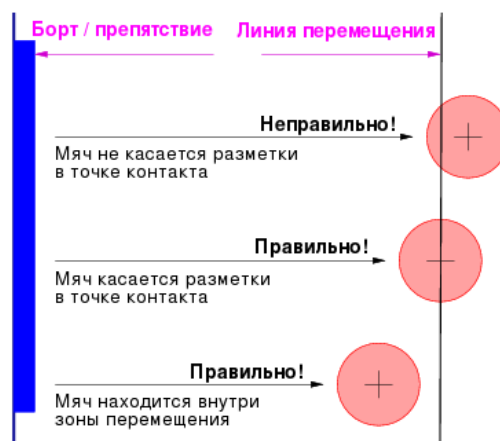 Борт / препятствие Линия перемещения
Неправильно!
Мяч не касается разметки
в точке контакта
Правильно!
Мяч касается разметки
в точке контакта
Правильно!
Мяч находится внутри
зоны перемещения